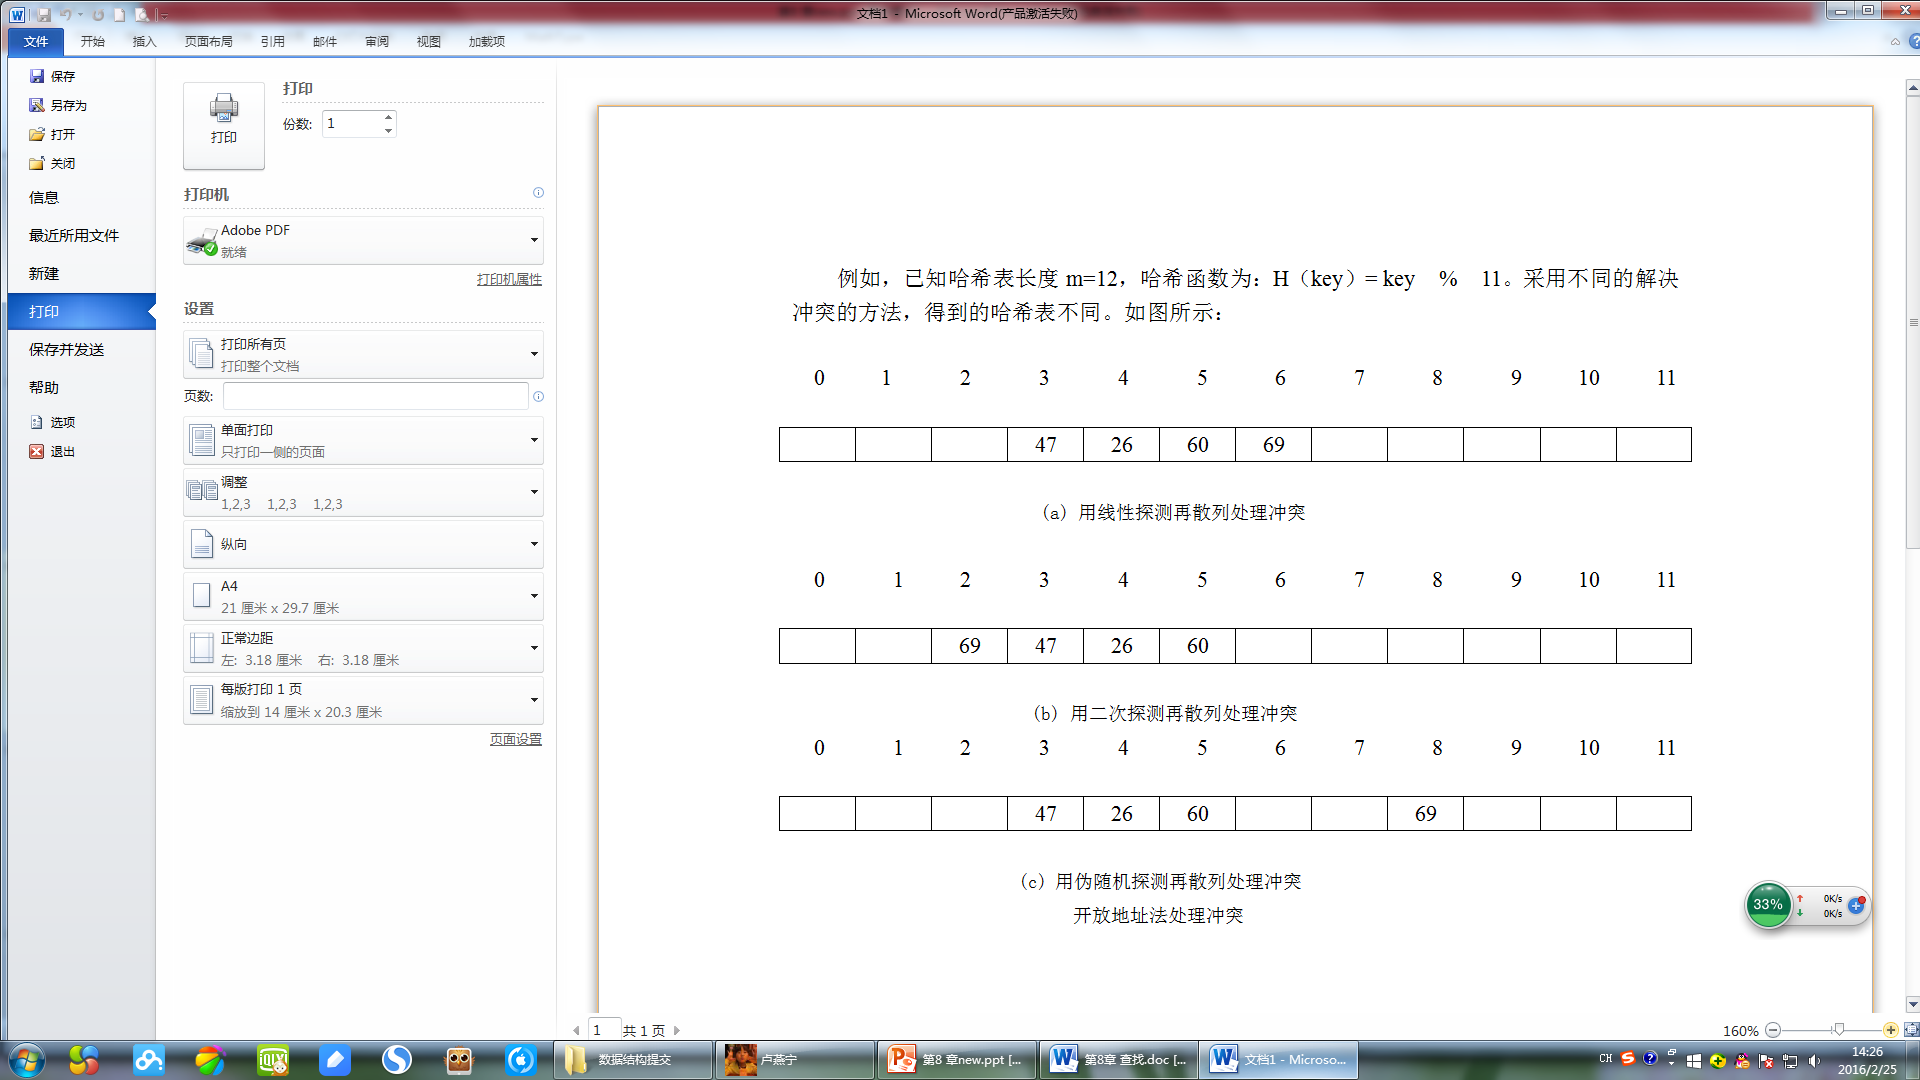 文档1 - Microsoft Word(产品激活失败)
文件 开始 插入 页面布局 引用 邮件 审阅 视图 加载项
保存
另存为
打开
关闭
信息
最近所用文件
新建
打印
保存并发送
帮助
选项
退出
打印
打印
份数: 1
打印机
Adobe PDF
就绪
打印机属性
设置
打印所有页
打印整个文档
页数:
单面打印
只打印一侧的页面
调整
1,2,3 1,2,3 1,2,3
纵向
A4
21 厘米 x 29.7 厘米
正常边距
左: 3.18 厘米 右: 3.18 厘米
每版打印 1 页
缩放到 14 厘米 x 20.3 厘米
页面设置
例如，已知哈希表长度 m=12，哈希函数为：H（key）= key % 11。采用不同的解决
冲突的方法，得到的哈希表不同。如图所示：
0 1 2 3 4 5 6 7 8 9 10 11
47 26 60 69
（a）用线性探测再散列处理冲突
0 1 2 3 4 5 6 7 8 9 10 11
69 47 26 60
（b）用二次探测再散列处理冲突
0 1 2 3 4 5 6 7 8 9 10 11
47 26 60 69
（c）用伪随机探测再散列处理冲突
开放地址法处理冲突
33% 0K/s
0K/s
1 共 1 页
160%
数据结构提交
卢燕宁
第8 章new.ppt [...
第8章 查找.doc [...
文档1 - Microso...
CH
14:26
2016/2/25